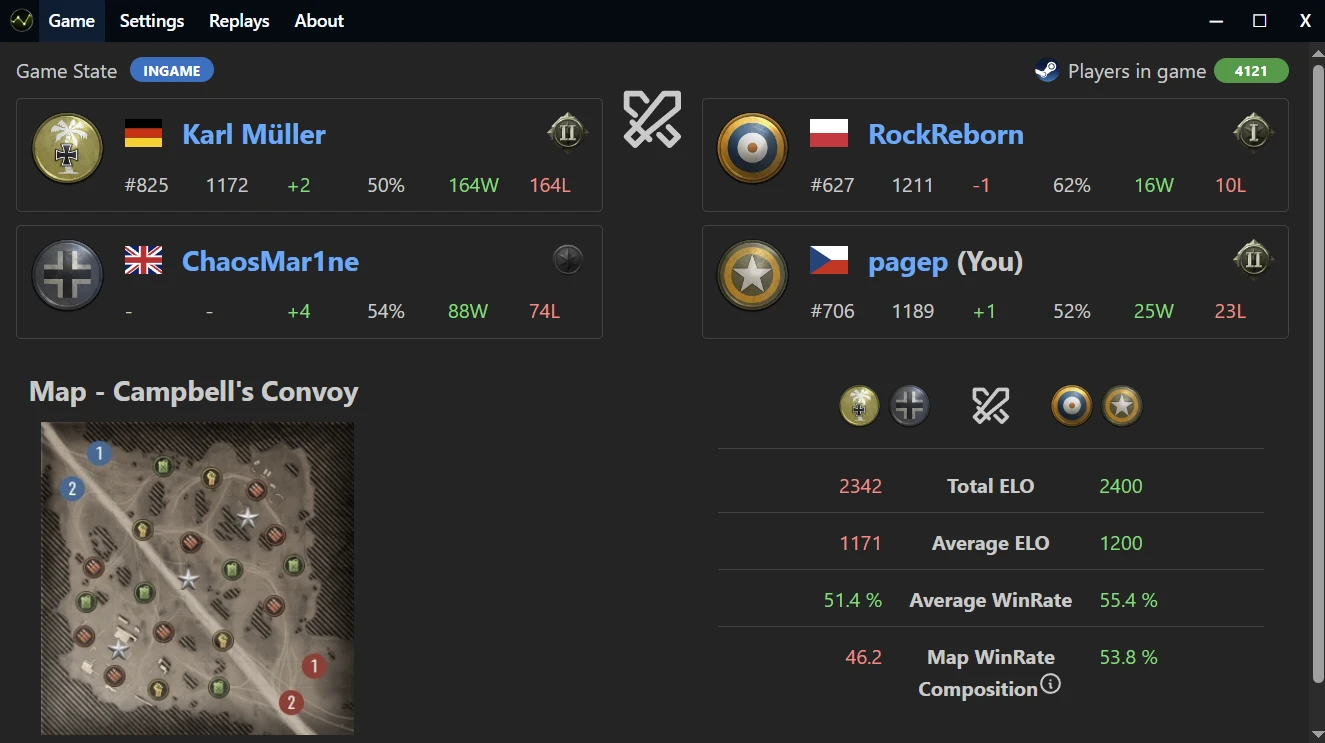 Game Settings Replays About X
Game State INGAME
Players in game 4121
Karl Müller II
#825 1172 +2 50% 164W 164L
RockReborn I
#627 1211 -1 62% 16W 10L
ChaosMar1ne
- - +4 54% 88W 74L
pagep (You) II
#706 1189 +1 52% 25W 23L
Map - Campbell's Convoy
1
2
1
2
2342 Total ELO 2400
1171 Average ELO 1200
51.4 % Average WinRate 55.4 %
46.2 Map WinRate 53.8 %
Composition i